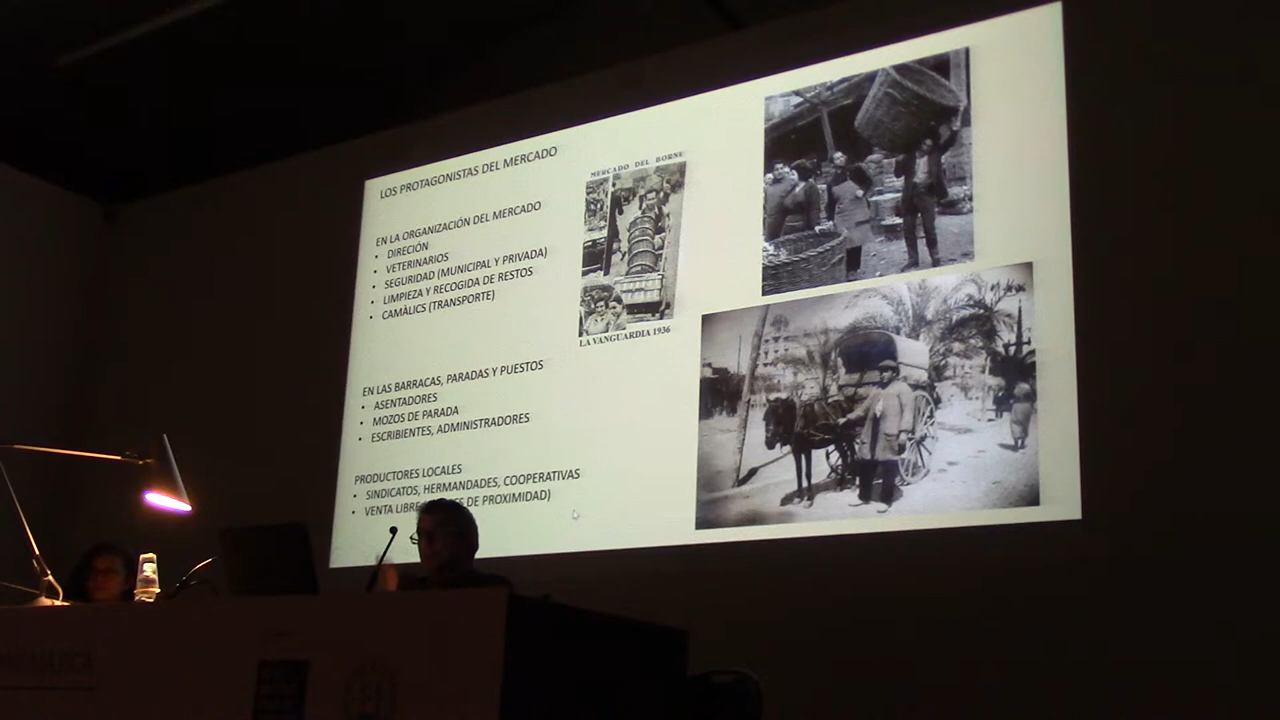 LOS PROTAGONISTAS DEL MERCADO
EN LA ORGANIZACIÓN DEL MERCADO
• DIRECIÓN
• VETERINARIOS
• SEGURIDAD (MUNICIPAL Y PRIVADA)
• LIMPIEZA Y RECOGIDA DE RESTOS
• CAMÀLICS (TRANSPORTE)
EN LAS BARRACAS, PARADAS Y PUESTOS
• ASENTADORES
• MOZOS DE PARADA
• ESCRIBIENTES, ADMINISTRADORES
PRODUCTORES LOCALES
• SINDICATOS, HERMANDADES, COOPERATIVAS
• VENTA LIBRE DE PROXIMIDAD)
MERCADO DEL BORNE
LA VANGUARDIA 1936